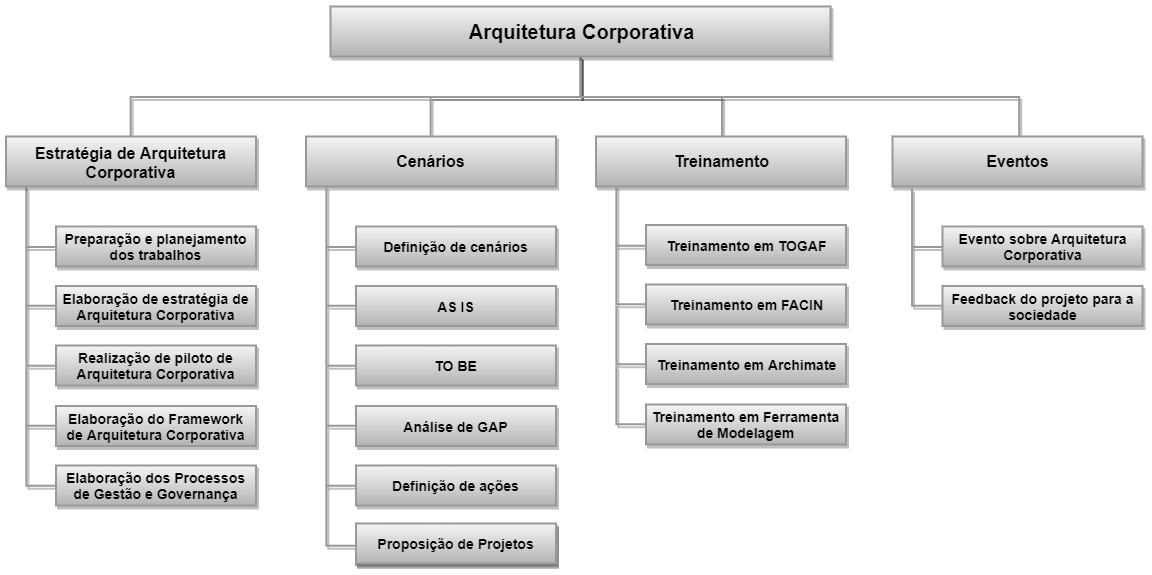 Arquitetura Corporativa
Estratégia de Arquitetura
Corporativa
Preparação e planejamento
dos trabalhos
Elaboração de estratégia de
Arquitetura Corporativa
Realização de piloto de
Arquitetura Corporativa
Elaboração do Framework
de Arquitetura Corporativa
Elaboração dos Processos
de Gestão e Governança
Cenários
Definição de cenários
AS IS
TO BE
Análise de GAP
Definição de ações
Proposição de Projetos
Treinamento
Treinamento em TOGAF
Treinamento em FACIN
Treinamento em Archimate
Treinamento em Ferramenta
de Modelagem
Eventos
Evento sobre Arquitetura
Corporativa
Feedback do projeto para a
sociedade